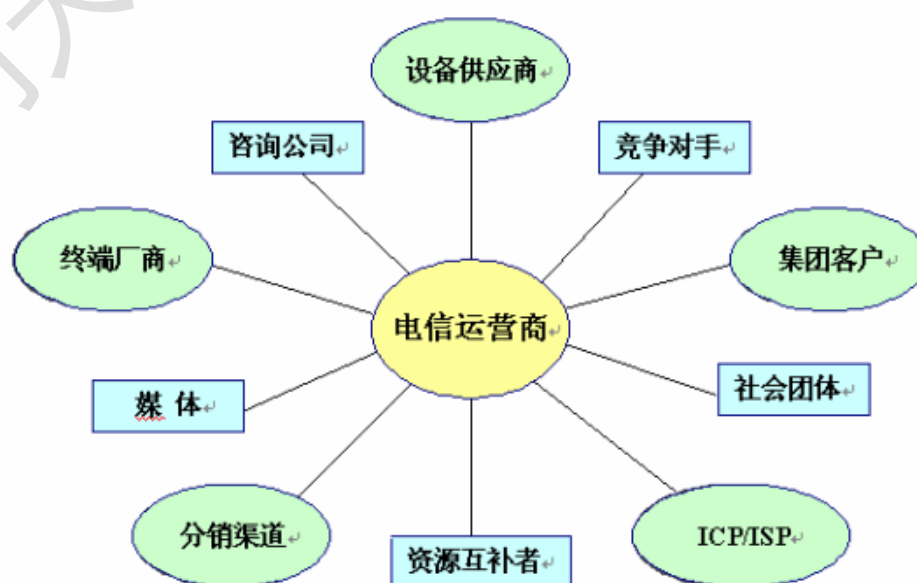 设备供应商
咨询公司
竞争对手
终端厂商
集团客户
电信运营商
社会团体
媒 体
分销渠道
ICP/ISP
资源互补者